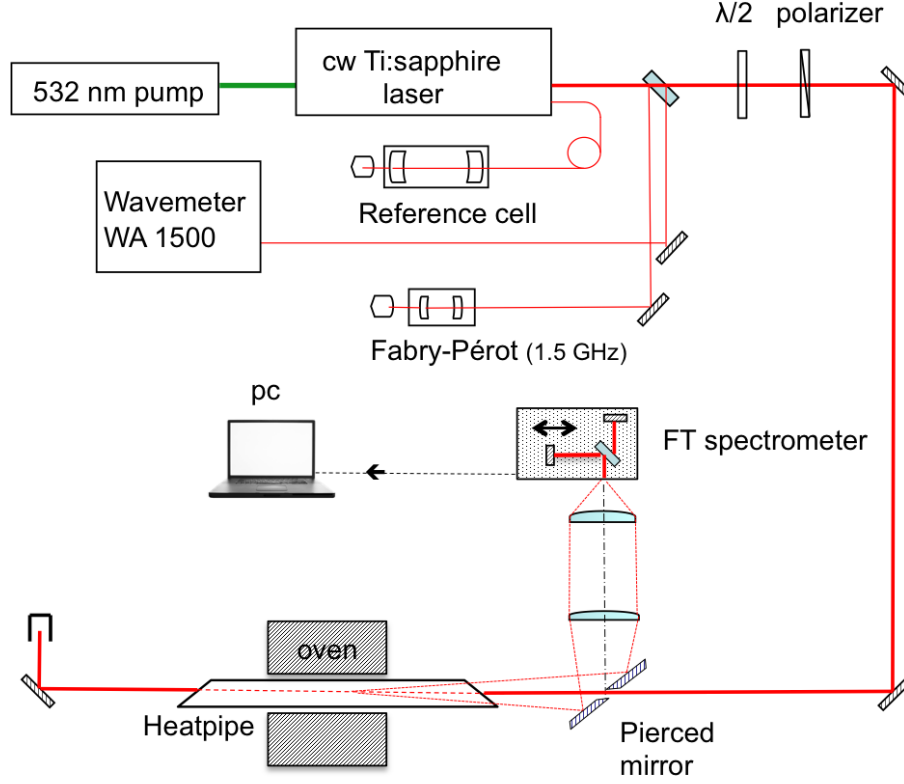 λ/2 polarizer
532 nm pump
cw Ti:sapphire
laser
Reference cell
Wavemeter
WA 1500
Fabry-Pérot (1.5 GHz)
pc
FT spectrometer
oven
Heatpipe
Pierced
mirror